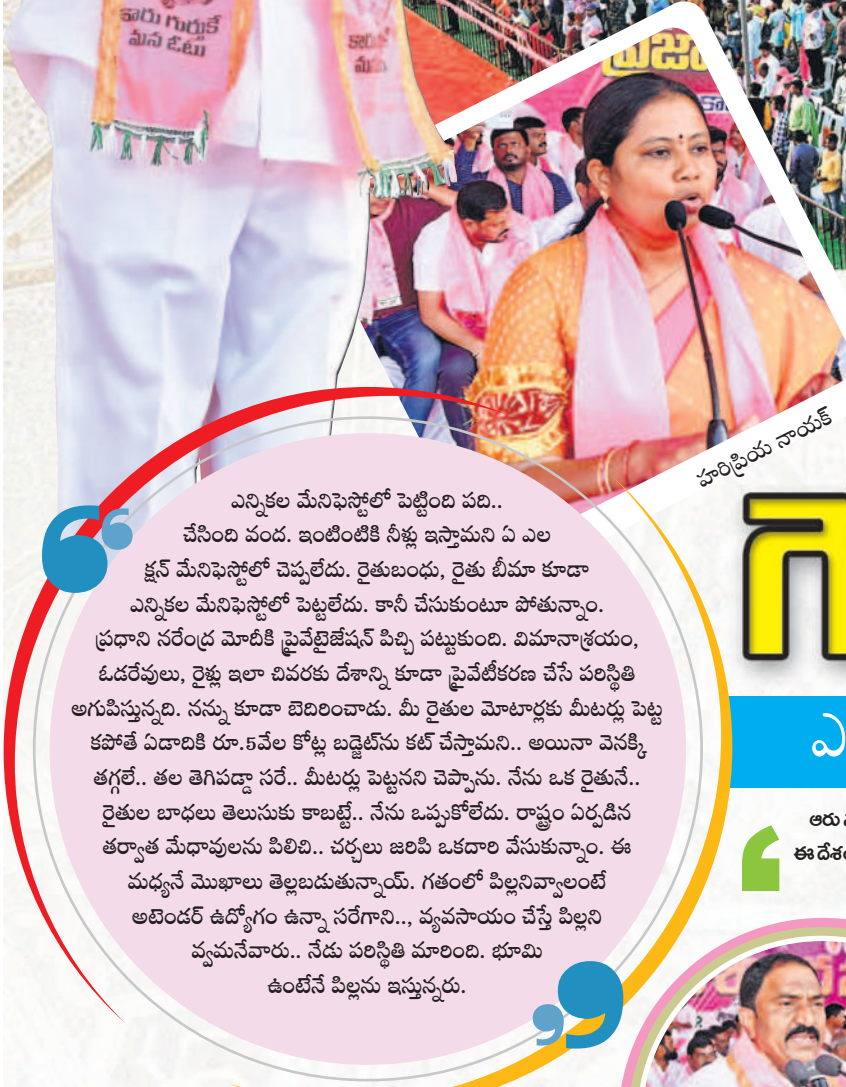 కారు గుర్తుకే
మన ఓటు
ప్రజా
హరిప్రియ నాయక్
ఎన్నికల మేనిఫెస్టోలో పెట్టింది పది..
చేసింది వంద. ఇంటింటికి నీళ్లు ఇస్తామని ఏ ఎల
క్షన్ మేనిఫెస్టోలో చెప్పలేదు. రైతుబంధు, రైతు బీమా కూడా
ఎన్నికల మేనిఫెస్టోలో పెట్టలేదు. కానీ చేసుకుంటూ పోతున్నాం.
ప్రధాని నరేంద్ర మోదీకి ప్రైవేటైజేషన్ పిచ్చి పట్టుకుంది. విమానాశ్రయం,
ఓడరేవులు, రైళ్లు ఇలా చివరకు దేశాన్ని కూడా ప్రైవేటీకరణ చేసే పరిస్థితి
అగుపిస్తున్నది. నన్ను కూడా బెదిరించాడు. మీ రైతుల మోటార్లకు మీటర్లు పెట్ట
కపోతే ఏడాదికి రూ.5వేల కోట్ల బడ్జెట్‌ను కట్ చేస్తామని.. అయినా వెనక్కి
తగ్గలే.. తల తెగిపడ్డా సరే.. మీటర్లు పెట్టనని చెప్పాను. నేను ఒక రైతునే..
రైతుల బాధలు తెలుసుకు కాబట్టే.. నేను ఒప్పుకోలేదు. రాష్ట్రం ఏర్పడిన
తర్వాత మేధావులను పిలిచి.. చర్చలు జరిపి ఒకదారి వేసుకున్నాం. ఈ
మధ్యనే మొఖాలు తెల్లబడుతున్నాయ్. గతంలో పిల్లనివ్వాలంటే
అటెండర్ ఉద్యోగం ఉన్నా సరేగాని.., వ్యవసాయం చేస్తే పిల్లని
వ్వమనేవారు.. నేడు పరిస్థితి మారింది. భూమి
ఉంటేనే పిల్లను ఇస్తున్నరు.
ఎ
ఆరు
ఈ దేశం